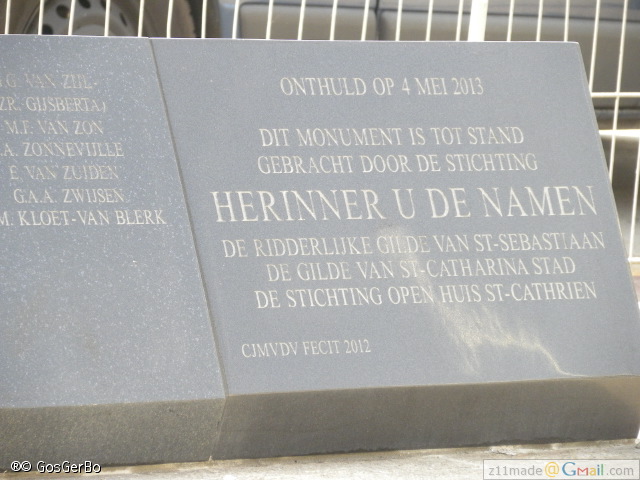 .G. VAN ZIJL-
ZR. GIJSBERTA)
M.F. VAN ZON
.A. ZONNEVIJLLE
F. VAN ZUIDEN
G.A.A. ZWIJSEN
M. KLOET-VAN BLERK
ONTHULD OP 4 MEI 2013
DIT MONUMENT IS TOT STAND
GEBRACHT DOOR DE STICHTING
HERINNER U DE NAMEN
DE RIDDERLIJKE GILDE VAN ST-SEBASTIAAN
DE GILDE VAN ST-CATHARINA STAD
DE STICHTING OPEN HUIS ST-CATHRIEN
CJMVDV FECIT 2012
®© GosGerBo
z11made@Gmail.com